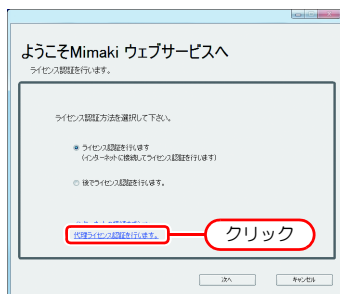 ようこそMimaki ウェブサービスへ
ライセンス認証を行います。
ライセンス認証方法を選択して下さい。
ライセンス認証を行います
(インターネットに接続してライセンス認証を行います)
後でライセンス認証を行います。
代理ライセンス認証を行います。
クリック
次へ
キャンセル